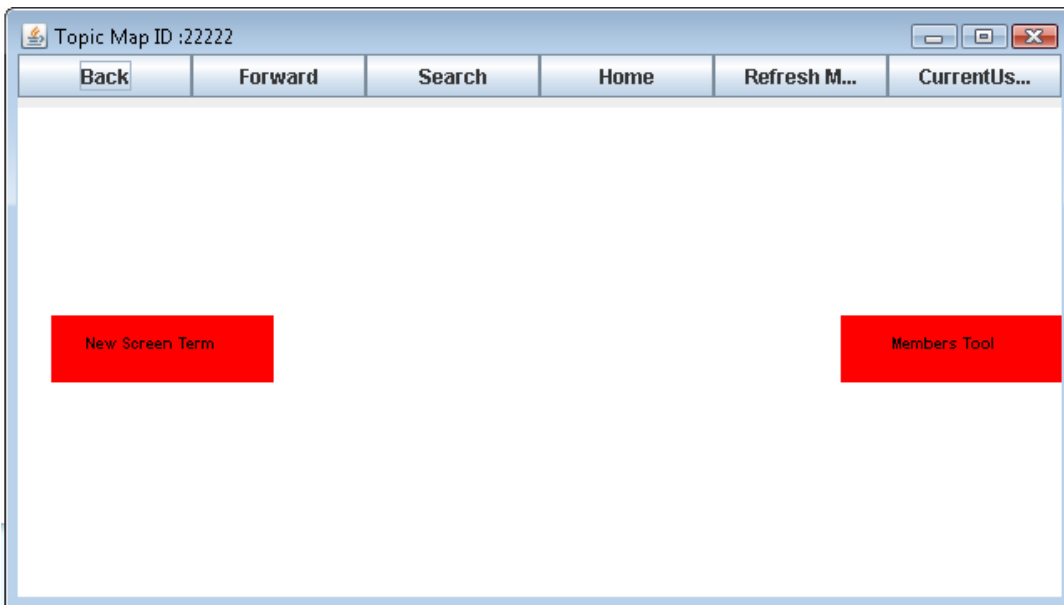 Topic Map ID :22222
Back Forward Search Home Refresh M... CurrentUs...
New Screen Term Members Tool